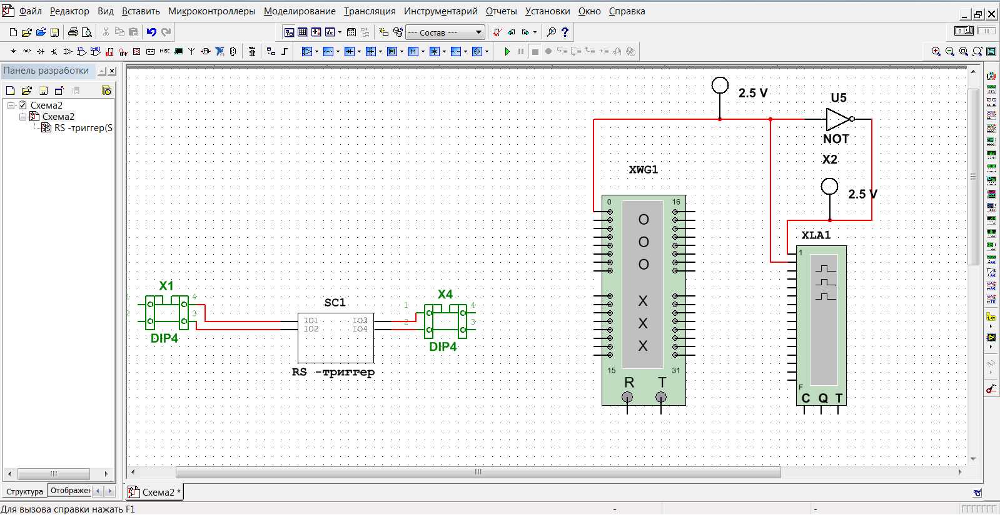 Файл Редактор Вид Вставить Микроконтроллеры Моделирование Трансляция Инструментарий Отчеты Установки Окно Справка
--- Состав ---
MISC
Панель разработки
Схема2
Схема2
RS -триггер(S
Структура
Отображен
Схема2 *
Для вызова справки нажать F1
-
-
2.5 V
U5
NOT
X2
2.5 V
XWG1
0
16
O
O
O
X
X
X
15
31
R
T
XLA1
1
F
C Q T
X1
1
2
4
3
DIP4
SC1
IO1
IO2
IO3
IO4
RS -триггер
X4
1
2
4
3
DIP4